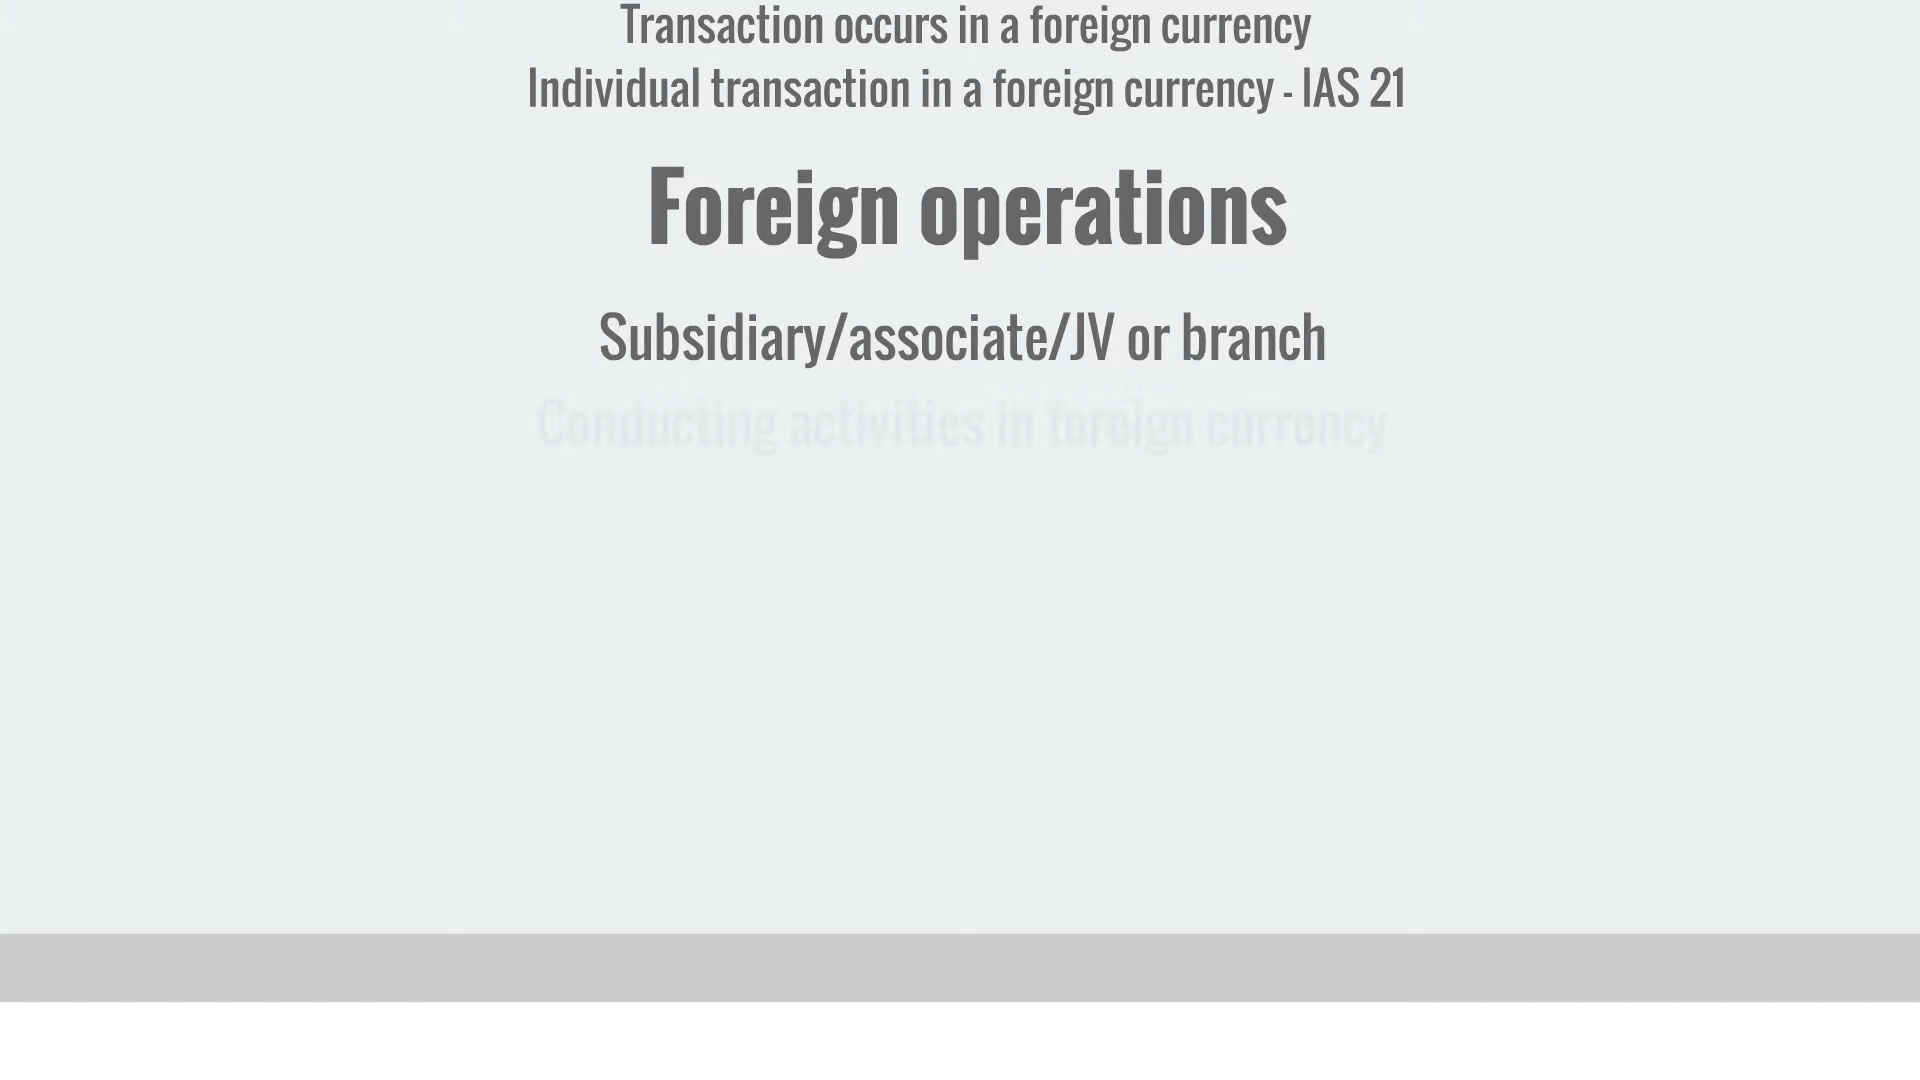 Transaction occurs in a foreign currency
Individual transaction in a foreign currency - IAS 21
Foreign operations
Subsidiary/associate/JV or branch
Conducting activities in foreign currency